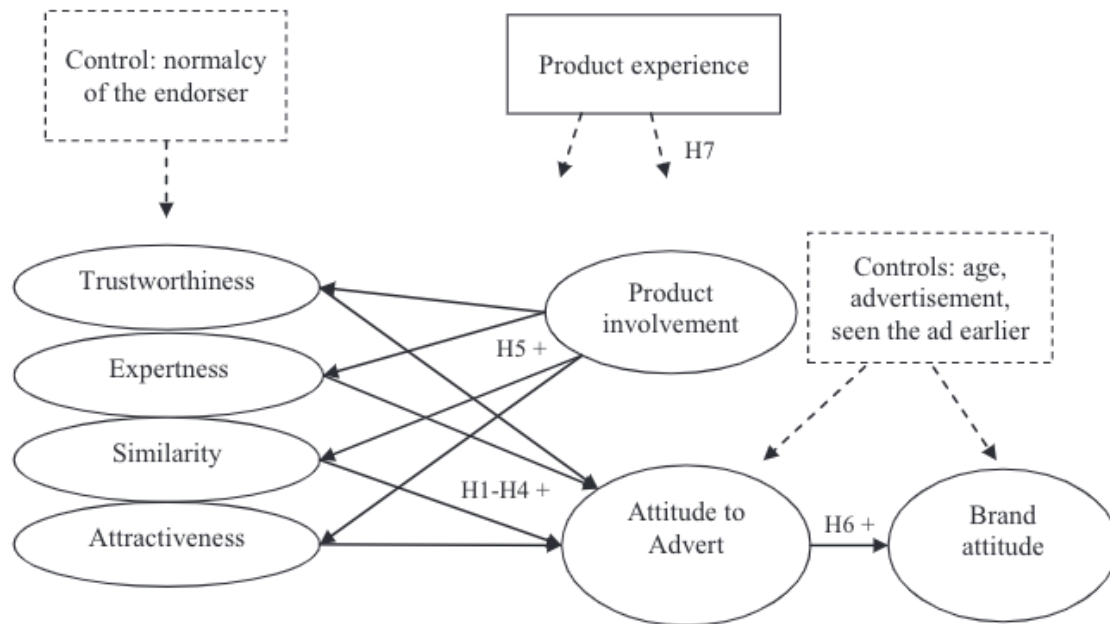 Control: normalcy
of the endorser
Product experience
H7
Trustworthiness
Expertness
Similarity
Attractiveness
Product
involvement
H5 +
Controls: age,
advertisement,
seen the ad earlier
H1-H4 +
Attitude to
Advert
H6 +
Brand
attitude